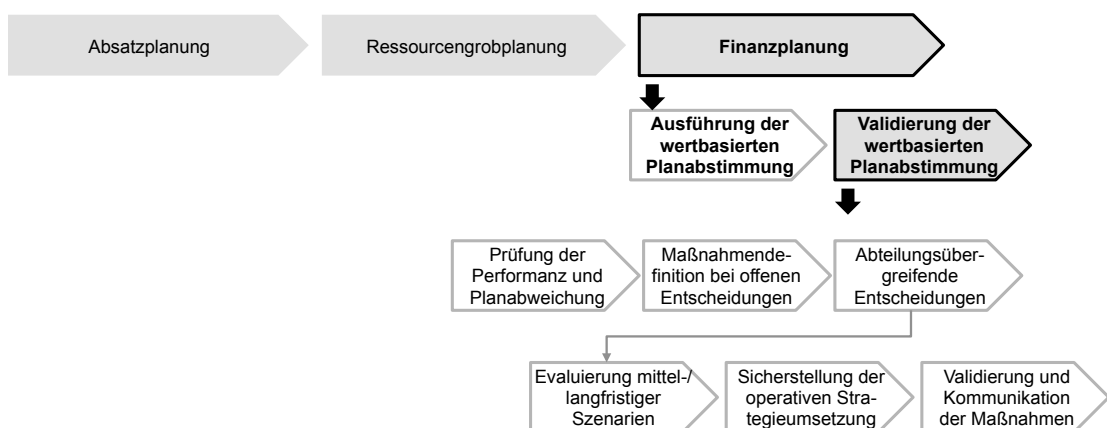 Absatzplanung
Ressourcengrobplanung
Finanzplanung
Ausführung der
wertbasierten
Planabstimmung
Validierung der
wertbasierten
Planabstimmung
Prüfung der
Performanz und
Planabweichung
Maßnahmende-
finition bei offenen
Entscheidungen
Abteilungsüber-
greifende
Entscheidungen
Evaluierung mittel-/
langfristiger
Szenarien
Sicherstellung der
operativen Stra-
tegieumsetzung
Validierung und
Kommunikation
der Maßnahmen